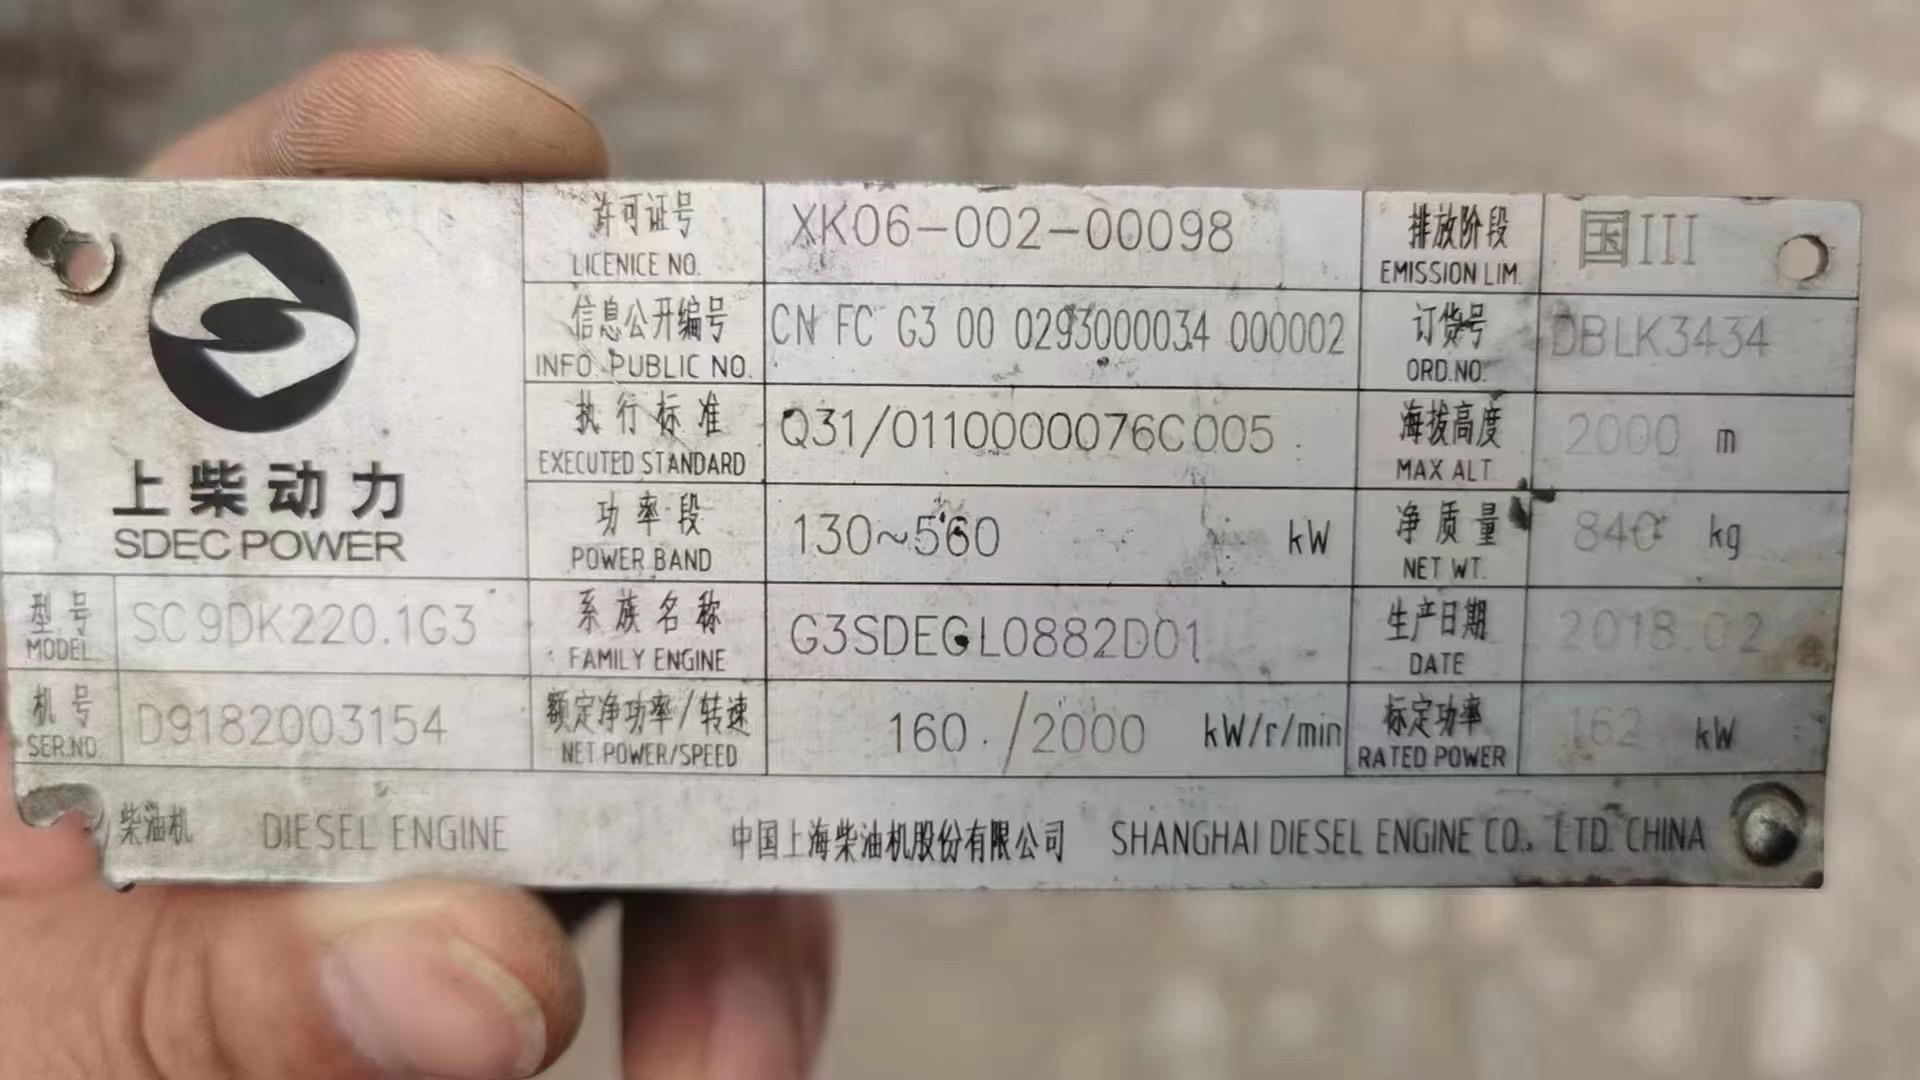 上柴动力
SDEC POWER
许可证号
LICENICE NO.
XK06-002-00098
排放阶段
EMISSION LIM.
国III
信息公开编号
INFO. PUBLIC NO.
CN FC G3 00 0293000034 000002
订货号
ORD.NO.
DBLK3434
执行标准
EXECUTED STANDARD
Q31/0110000076C005
海拔高度
MAX ALT.
2000 m
功率段
POWER BAND
130~560 kW
净质量
NET WT.
840 kg
型号
MODEL
SC9DK220.1G3
系族名称
FAMILY ENGINE
G3SDEGL0882D01
生产日期
DATE
2018.02
机号
SER.NO.
D9182003154
额定净功率/转速
NET POWER/SPEED
160 /2000 kW/r/min
标定功率
RATED POWER
162 kW
柴油机 DIESEL ENGINE 中国上海柴油机股份有限公司 SHANGHAI DIESEL ENGINE CO., LTD. CHINA